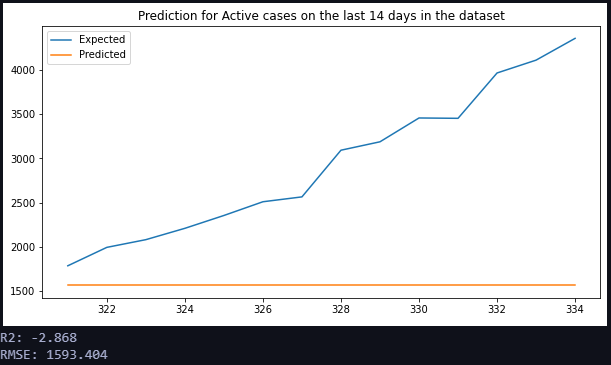 Prediction for Active cases on the last 14 days in the dataset
Expected
Predicted
4000
3500
3000
2500
2000
1500
322 324 326 328 330 332 334
R2: -2.868
RMSE: 1593.404